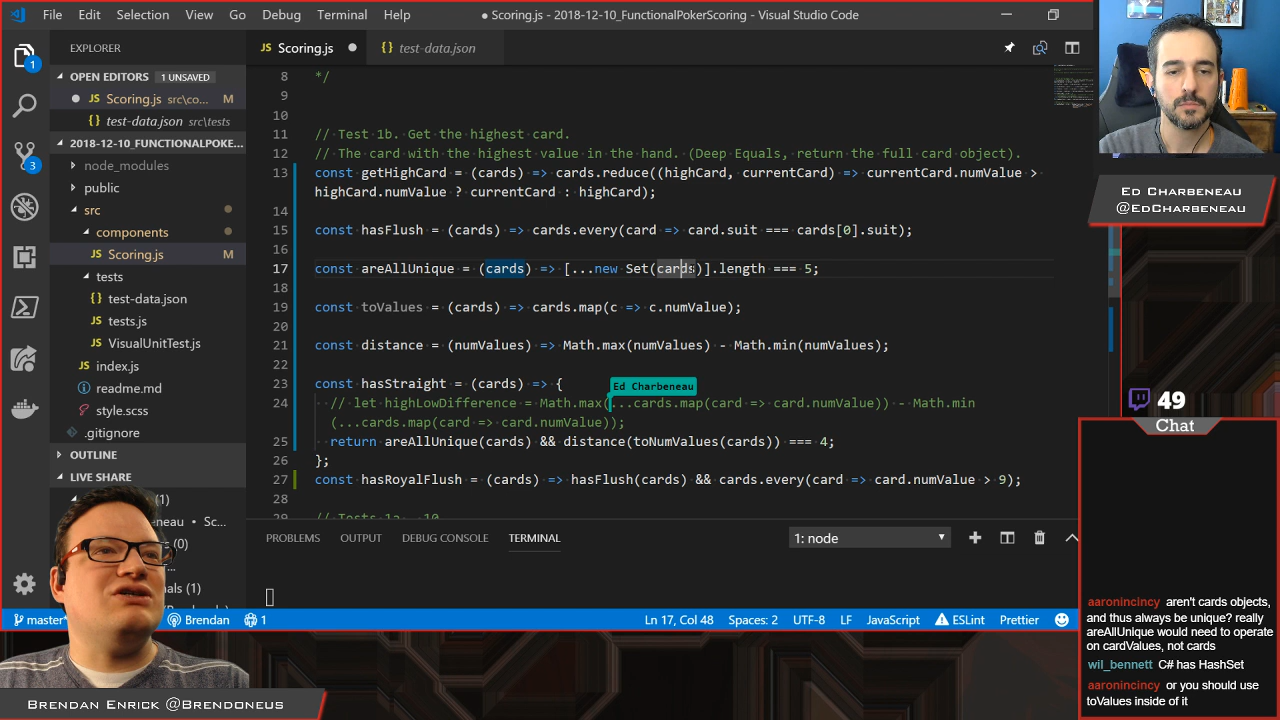 File Edit Selection View Go Debug Terminal Help ● Scoring.js - 2018-12-10_FunctionalPokerScoring - Visual Studio Code
EXPLORER
OPEN EDITORS 1 UNSAVED
● JS Scoring.js src\co... M
{} test-data.json src\tests
2018-12-10_FUNCTIONALPOKE...
node_modules
public
src
components
JS Scoring.js M
tests
{} test-data.json
JS tests.js
JS VisualUnitTest.js
JS index.js
readme.md
style.scss
.gitignore
OUTLINE
LIVE SHARE
(1)
eneau • Sc...
(0)
nals (1)
1
3
JS Scoring.js ●
{} test-data.json
8 */
9
10
11 // Test 1b. Get the highest card.
12 // The card with the highest value in the hand. (Deep Equals, return the full card object).
13 const getHighCard = (cards) => cards.reduce((highCard, currentCard) => currentCard.numValue >
highCard.numValue ? currentCard : highCard);
14
15 const hasFlush = (cards) => cards.every(card => card.suit === cards[0].suit);
16
17 const areAllUnique = (cards) => [...new Set(cards)].length === 5;
18
19 const toValues = (cards) => cards.map(c => c.numValue);
20
21 const distance = (numValues) => Math.max(numValues) - Math.min(numValues);
22
23 const hasStraight = (cards) => {
Ed Charbeneau
24 // let highLowDifference = Math.max(...cards.map(card => card.numValue)) - Math.min
(...cards.map(card => card.numValue));
25 return areAllUnique(cards) && distance(toNumValues(cards)) === 4;
26 };
27 const hasRoyalFlush = (cards) => hasFlush(cards) && cards.every(card => card.numValue > 9);
28
PROBLEMS OUTPUT DEBUG CONSOLE TERMINAL 1: node
master* Brendan 1 Ln 17, Col 48 Spaces: 2 UTF-8 LF JavaScript ESLint Prettier
ED CHARBENEAU
@EDCHARBENEAU
49
Chat
aaronincincy aren't cards objects,
and thus always be unique? really
areAllUnique would need to operate
on cardValues, not cards
wil_bennett C# has HashSet
aaronincincy or you should use
toValues inside of it
BRENDAN ENRICK @BRENDONEUS